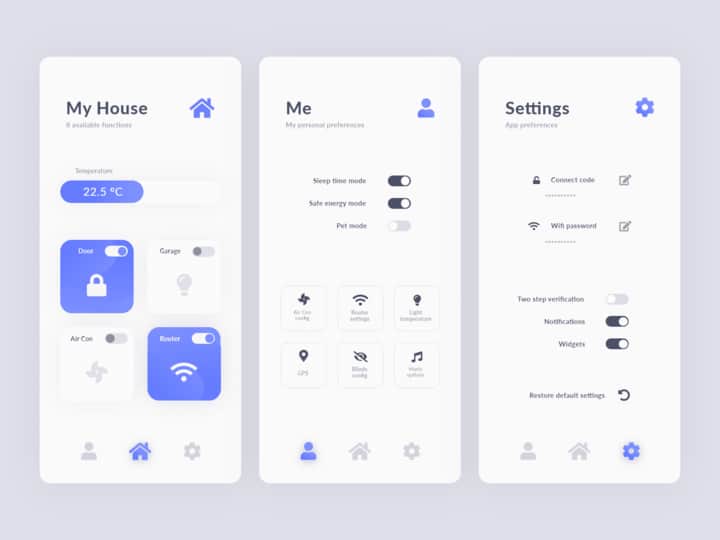 My House
6 available functions
Temperature
22.5 ºC
Door
Garage
Air Con
Router
Me
My personal preferences
Sleep time mode
Safe energy mode
Pet mode
Air Con
config
Router
settings
Light
temperature
GPS
Blinds
config
Music
options
Settings
App preferences
Connect code
----------
Wifi password
----------
Two step verification
Notifications
Widgets
Restore default settings